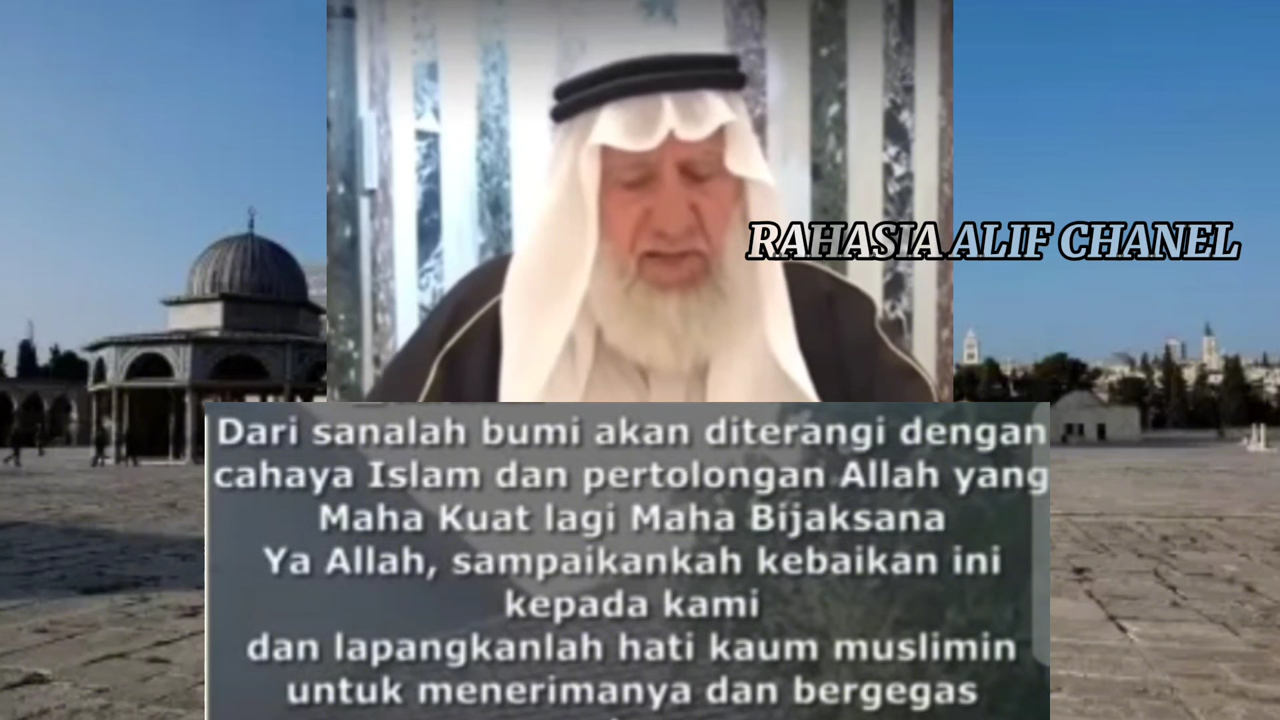 RAHASIA ALIF CHANEL
Dari sanalah bumi akan diterangi dengan
cahaya Islam dan pertolongan Allah yang
Maha Kuat lagi Maha Bijaksana
Ya Allah, sampaikankah kebaikan ini
kepada kami
dan lapangkanlah hati kaum muslimin
untuk menerimanya dan bergegas